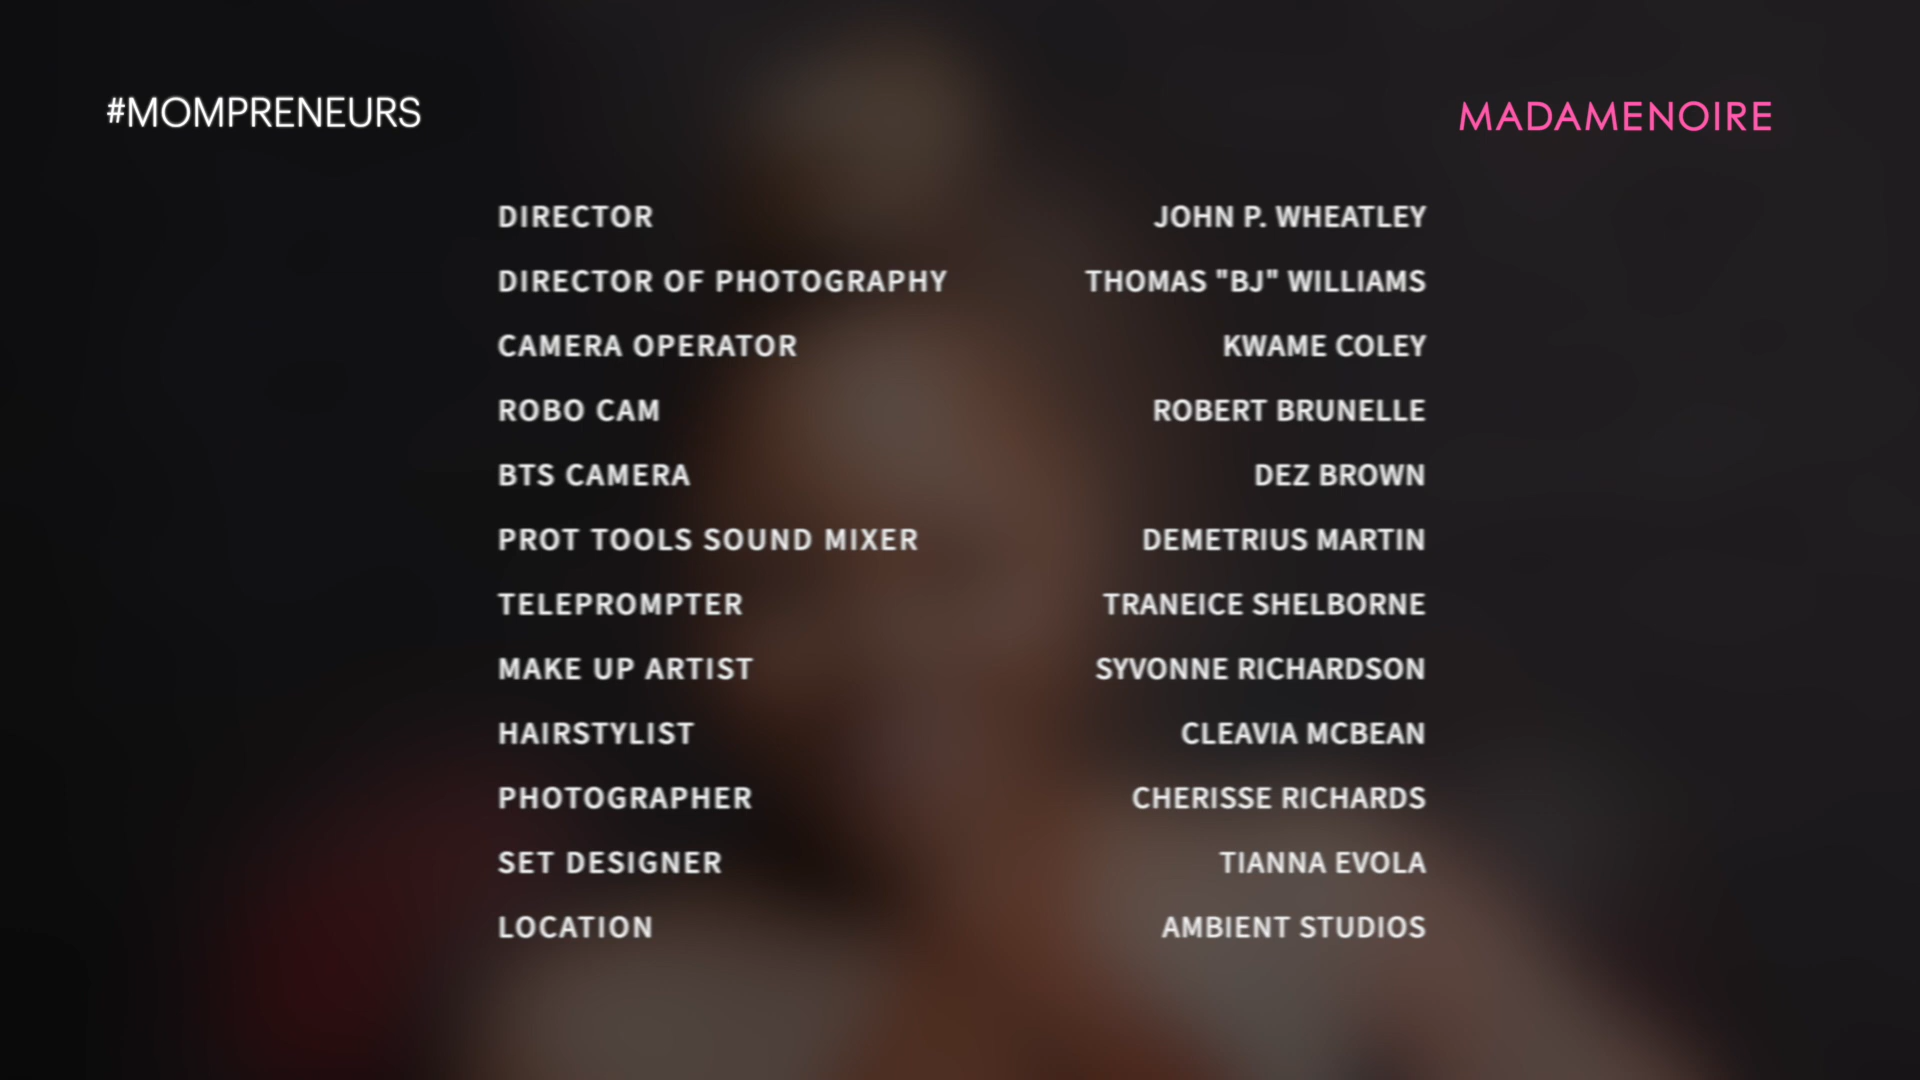 #MOMPRENEURS
MADAMENOIRE
DIRECTOR JOHN P. WHEATLEY
DIRECTOR OF PHOTOGRAPHY THOMAS "BJ" WILLIAMS
CAMERA OPERATOR KWAME COLEY
ROBO CAM ROBERT BRUNELLE
BTS CAMERA DEZ BROWN
PROT TOOLS SOUND MIXER DEMETRIUS MARTIN
TELEPROMPTER TRANEICE SHELBORNE
MAKE UP ARTIST SYVONNE RICHARDSON
HAIRSTYLIST CLEAVIA MCBEAN
PHOTOGRAPHER CHERISSE RICHARDS
SET DESIGNER TIANNA EVOLA
LOCATION AMBIENT STUDIOS